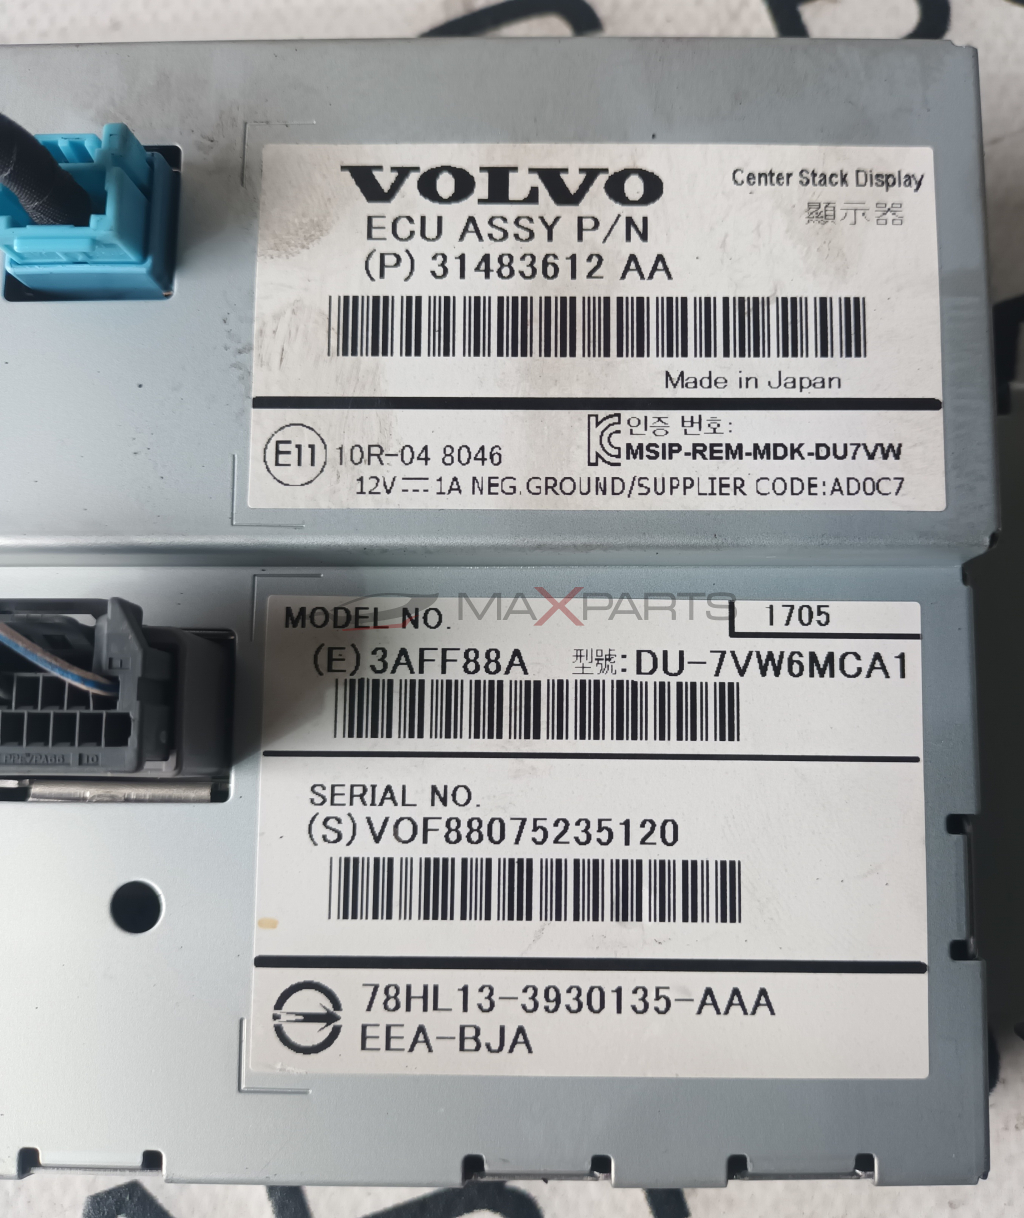 VOLVO
Center Stack Display
顯示器
ECU ASSY P/N
(P) 31483612 AA
Made in Japan
E11 10R-04 8046
인증 번호:
MSIP-REM-MDK-DU7VW
12V⎓1A NEG.GROUND/SUPPLIER CODE:AD0C7
MAXPARTS
MODEL NO.
1705
(E)3AFF88A 型號:DU-7VW6MCA1
SERIAL NO.
(S)VOF88075235120
78HL13-3930135-AAA
EEA-BJA